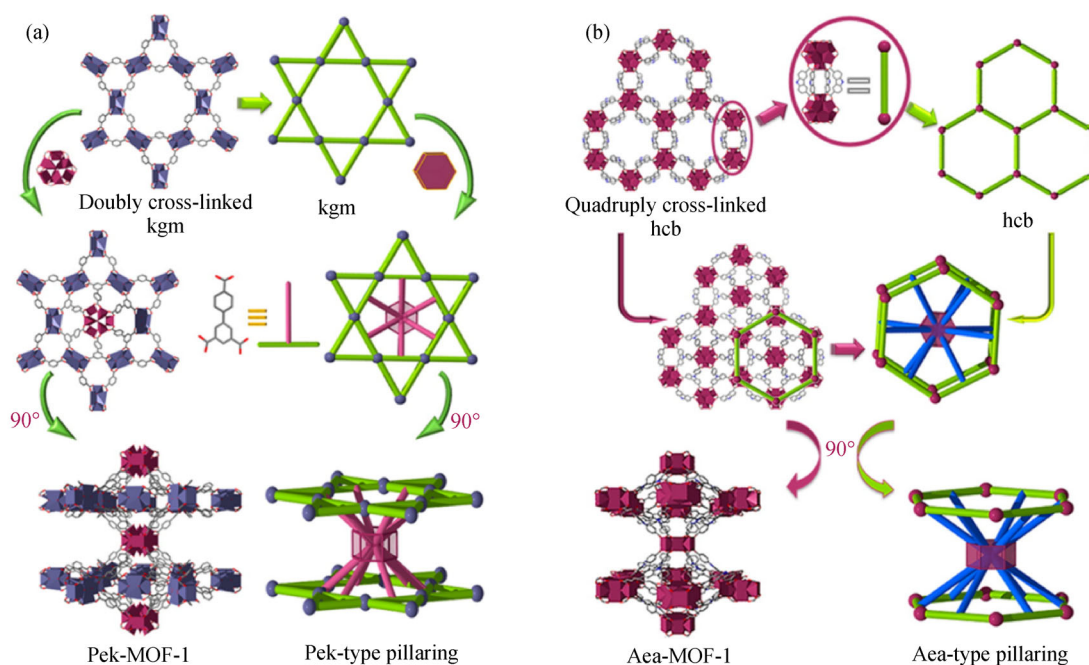 (a)
Doubly cross-linked
kgm
kgm
90°
90°
Pek-MOF-1
Pek-type pillaring
(b)
Quadruply cross-linked
hcb
hcb
90°
Aea-MOF-1
Aea-type pillaring